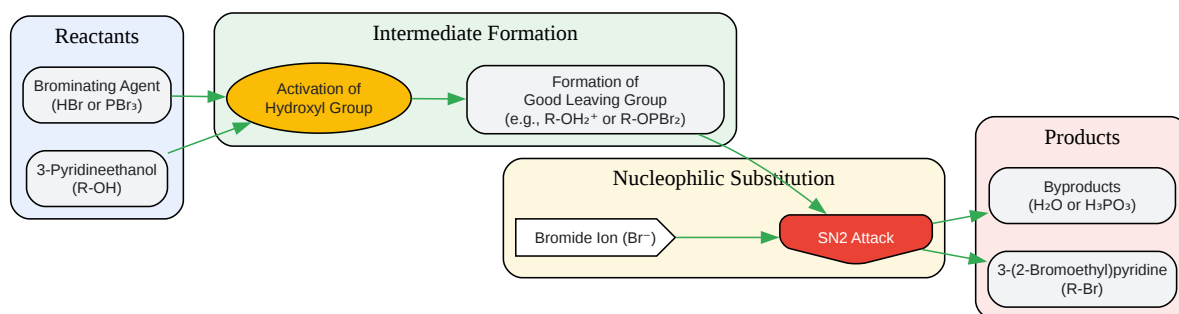 Reactants
Brominating Agent
(HBr or PBr₃)
3-Pyridineethanol
(R-OH)
Intermediate Formation
Activation of
Hydroxyl Group
Formation of
Good Leaving Group
(e.g., R-OH₂⁺ or R-OPBr₂)
Nucleophilic Substitution
Bromide Ion (Br⁻)
SN2 Attack
Products
Byproducts
(H₂O or H₃PO₃)
3-(2-Bromoethyl)pyridine
(R-Br)